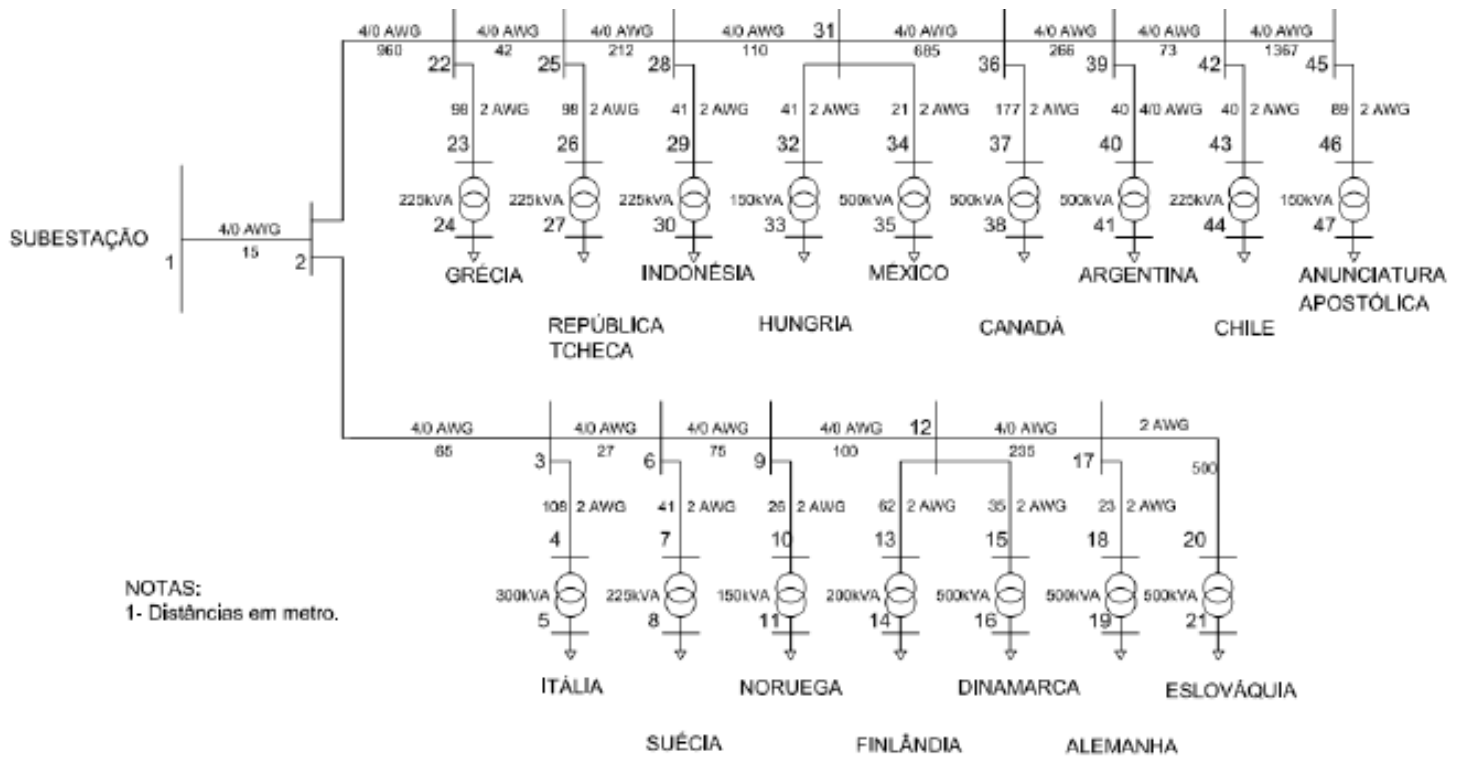 4/0 AWG 4/0 AWG 4/0 AWG 4/0 AWG 31 4/0 AWG 4/0 AWG 4/0 AWG 4/0 AWG
960 42 212 110 685 266 73 1367
22 25 28 36 39 42 45
98 2 AWG 98 2 AWG 41 2 AWG 41 2 AWG 21 2 AWG 177 2 AWG 40 4/0 AWG 40 2 AWG 89 2 AWG
23 26 29 32 34 37 40 43 46
225kVA 225kVA 225kVA 150kVA 500kVA 500kVA 500kVA 225kVA 150kVA
24 27 30 33 35 38 41 44 47
SUBESTAÇÃO 1 4/0 AWG 2
15
GRÉCIA INDONÉSIA MÉXICO ARGENTINA ANUNCIATURA
APOSTÓLICA
REPÚBLICA HUNGRIA CANADÁ CHILE
TCHECA
4/0 AWG 4/0 AWG 4/0 AWG 4/0 AWG 12 4/0 AWG 2 AWG
65 27 75 100 235 500
3 6 9 17
108 2 AWG 41 2 AWG 26 2 AWG 62 2 AWG 35 2 AWG 23 2 AWG
4 7 10 13 15 18 20
NOTAS:
1- Distâncias em metro.
300kVA 225kVA 150kVA 200kVA 500kVA 500kVA 500kVA
5 8 11 14 16 19 21
ITÁLIA NORUEGA DINAMARCA ESLOVÁQUIA
SUÉCIA FINLÂNDIA ALEMANHA